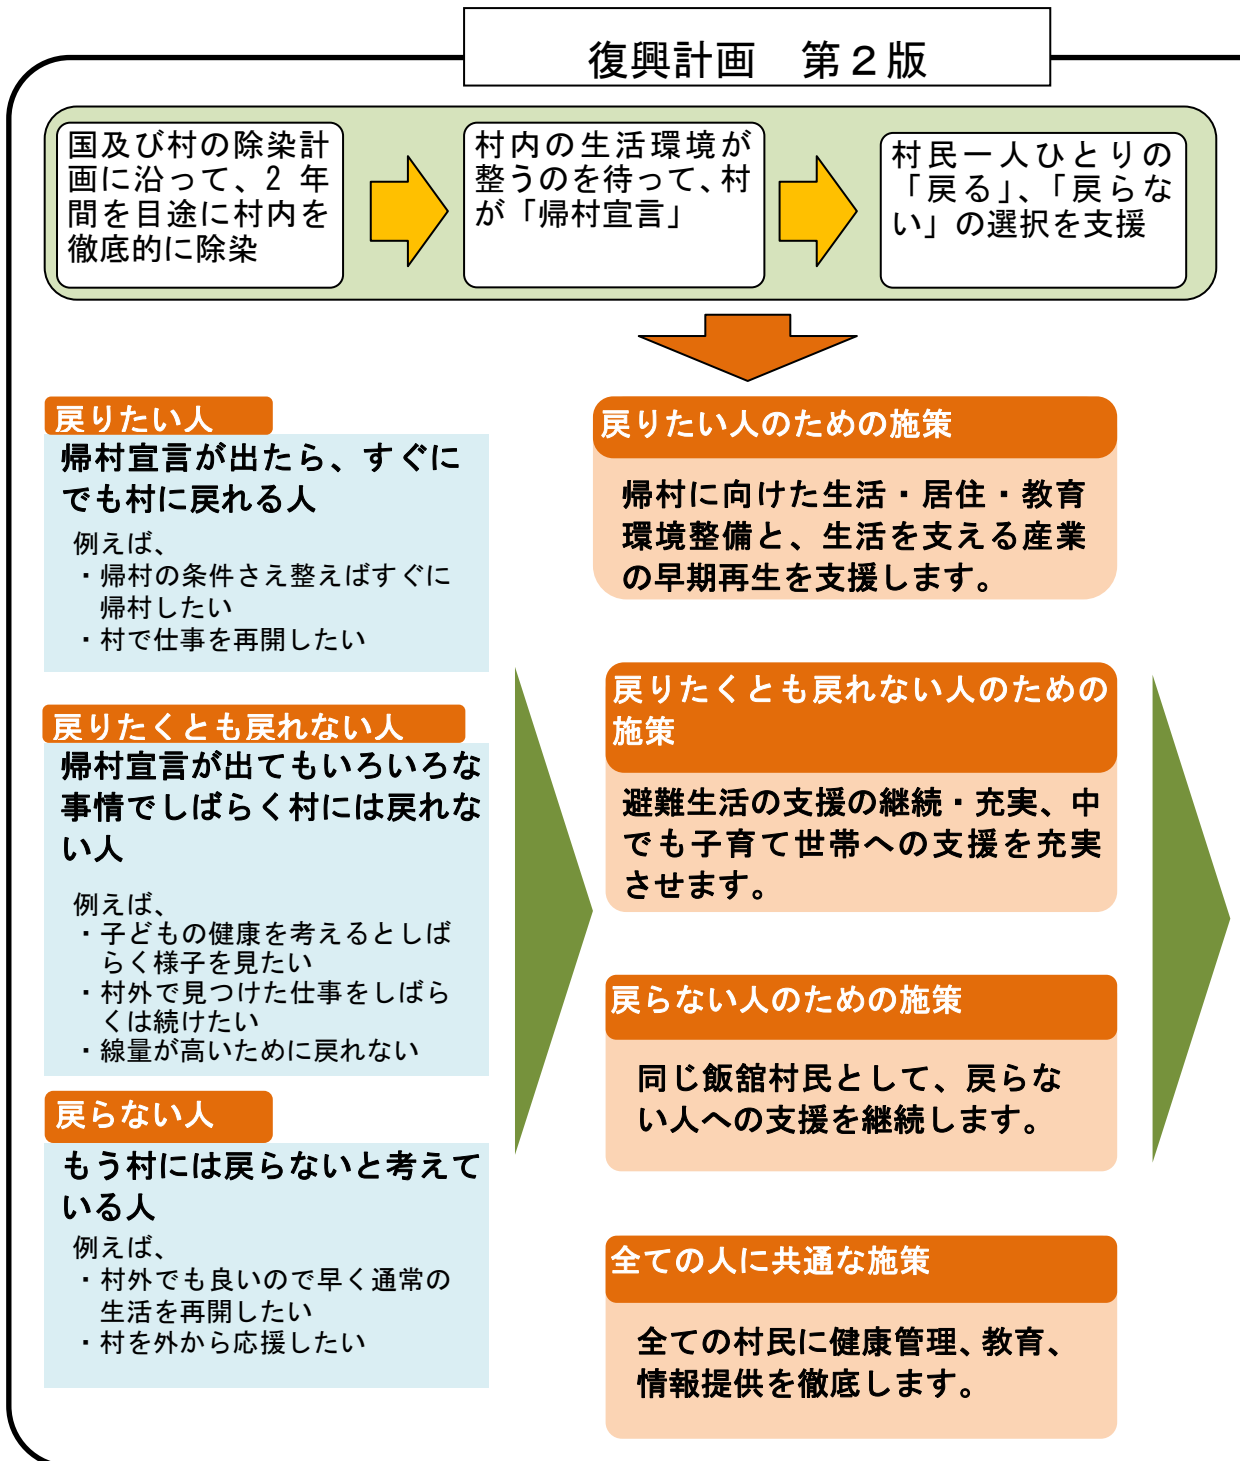 復興計画　第２版
国及び村の除染計
画に沿って、2 年
間を目途に村内を
徹底的に除染
村内の生活環境が
整うのを待って、村
が「帰村宣言」
村民一人ひとりの
「戻る」、「戻らな
い」の選択を支援
戻りたい人
帰村宣言が出たら、すぐに
でも村に戻れる人
例えば、
・帰村の条件さえ整えばすぐに
帰村したい
・村で仕事を再開したい
戻りたくとも戻れない人
帰村宣言が出てもいろいろな
事情でしばらく村には戻れな
い人
例えば、
・子どもの健康を考えるとしば
らく様子を見たい
・村外で見つけた仕事をしばら
くは続けたい
・線量が高いために戻れない
戻らない人
もう村には戻らないと考えて
いる人
例えば、
・村外でも良いので早く通常の
生活を再開したい
・村を外から応援したい
戻りたい人のための施策
帰村に向けた生活・居住・教育
環境整備と、生活を支える産業
の早期再生を支援します。
戻りたくとも戻れない人のための
施策
避難生活の支援の継続・充実、中
でも子育て世帯への支援を充実
させます。
戻らない人のための施策
同じ飯舘村民として、戻らな
い人への支援を継続します。
全ての人に共通な施策
全ての村民に健康管理、教育、
情報提供を徹底します。